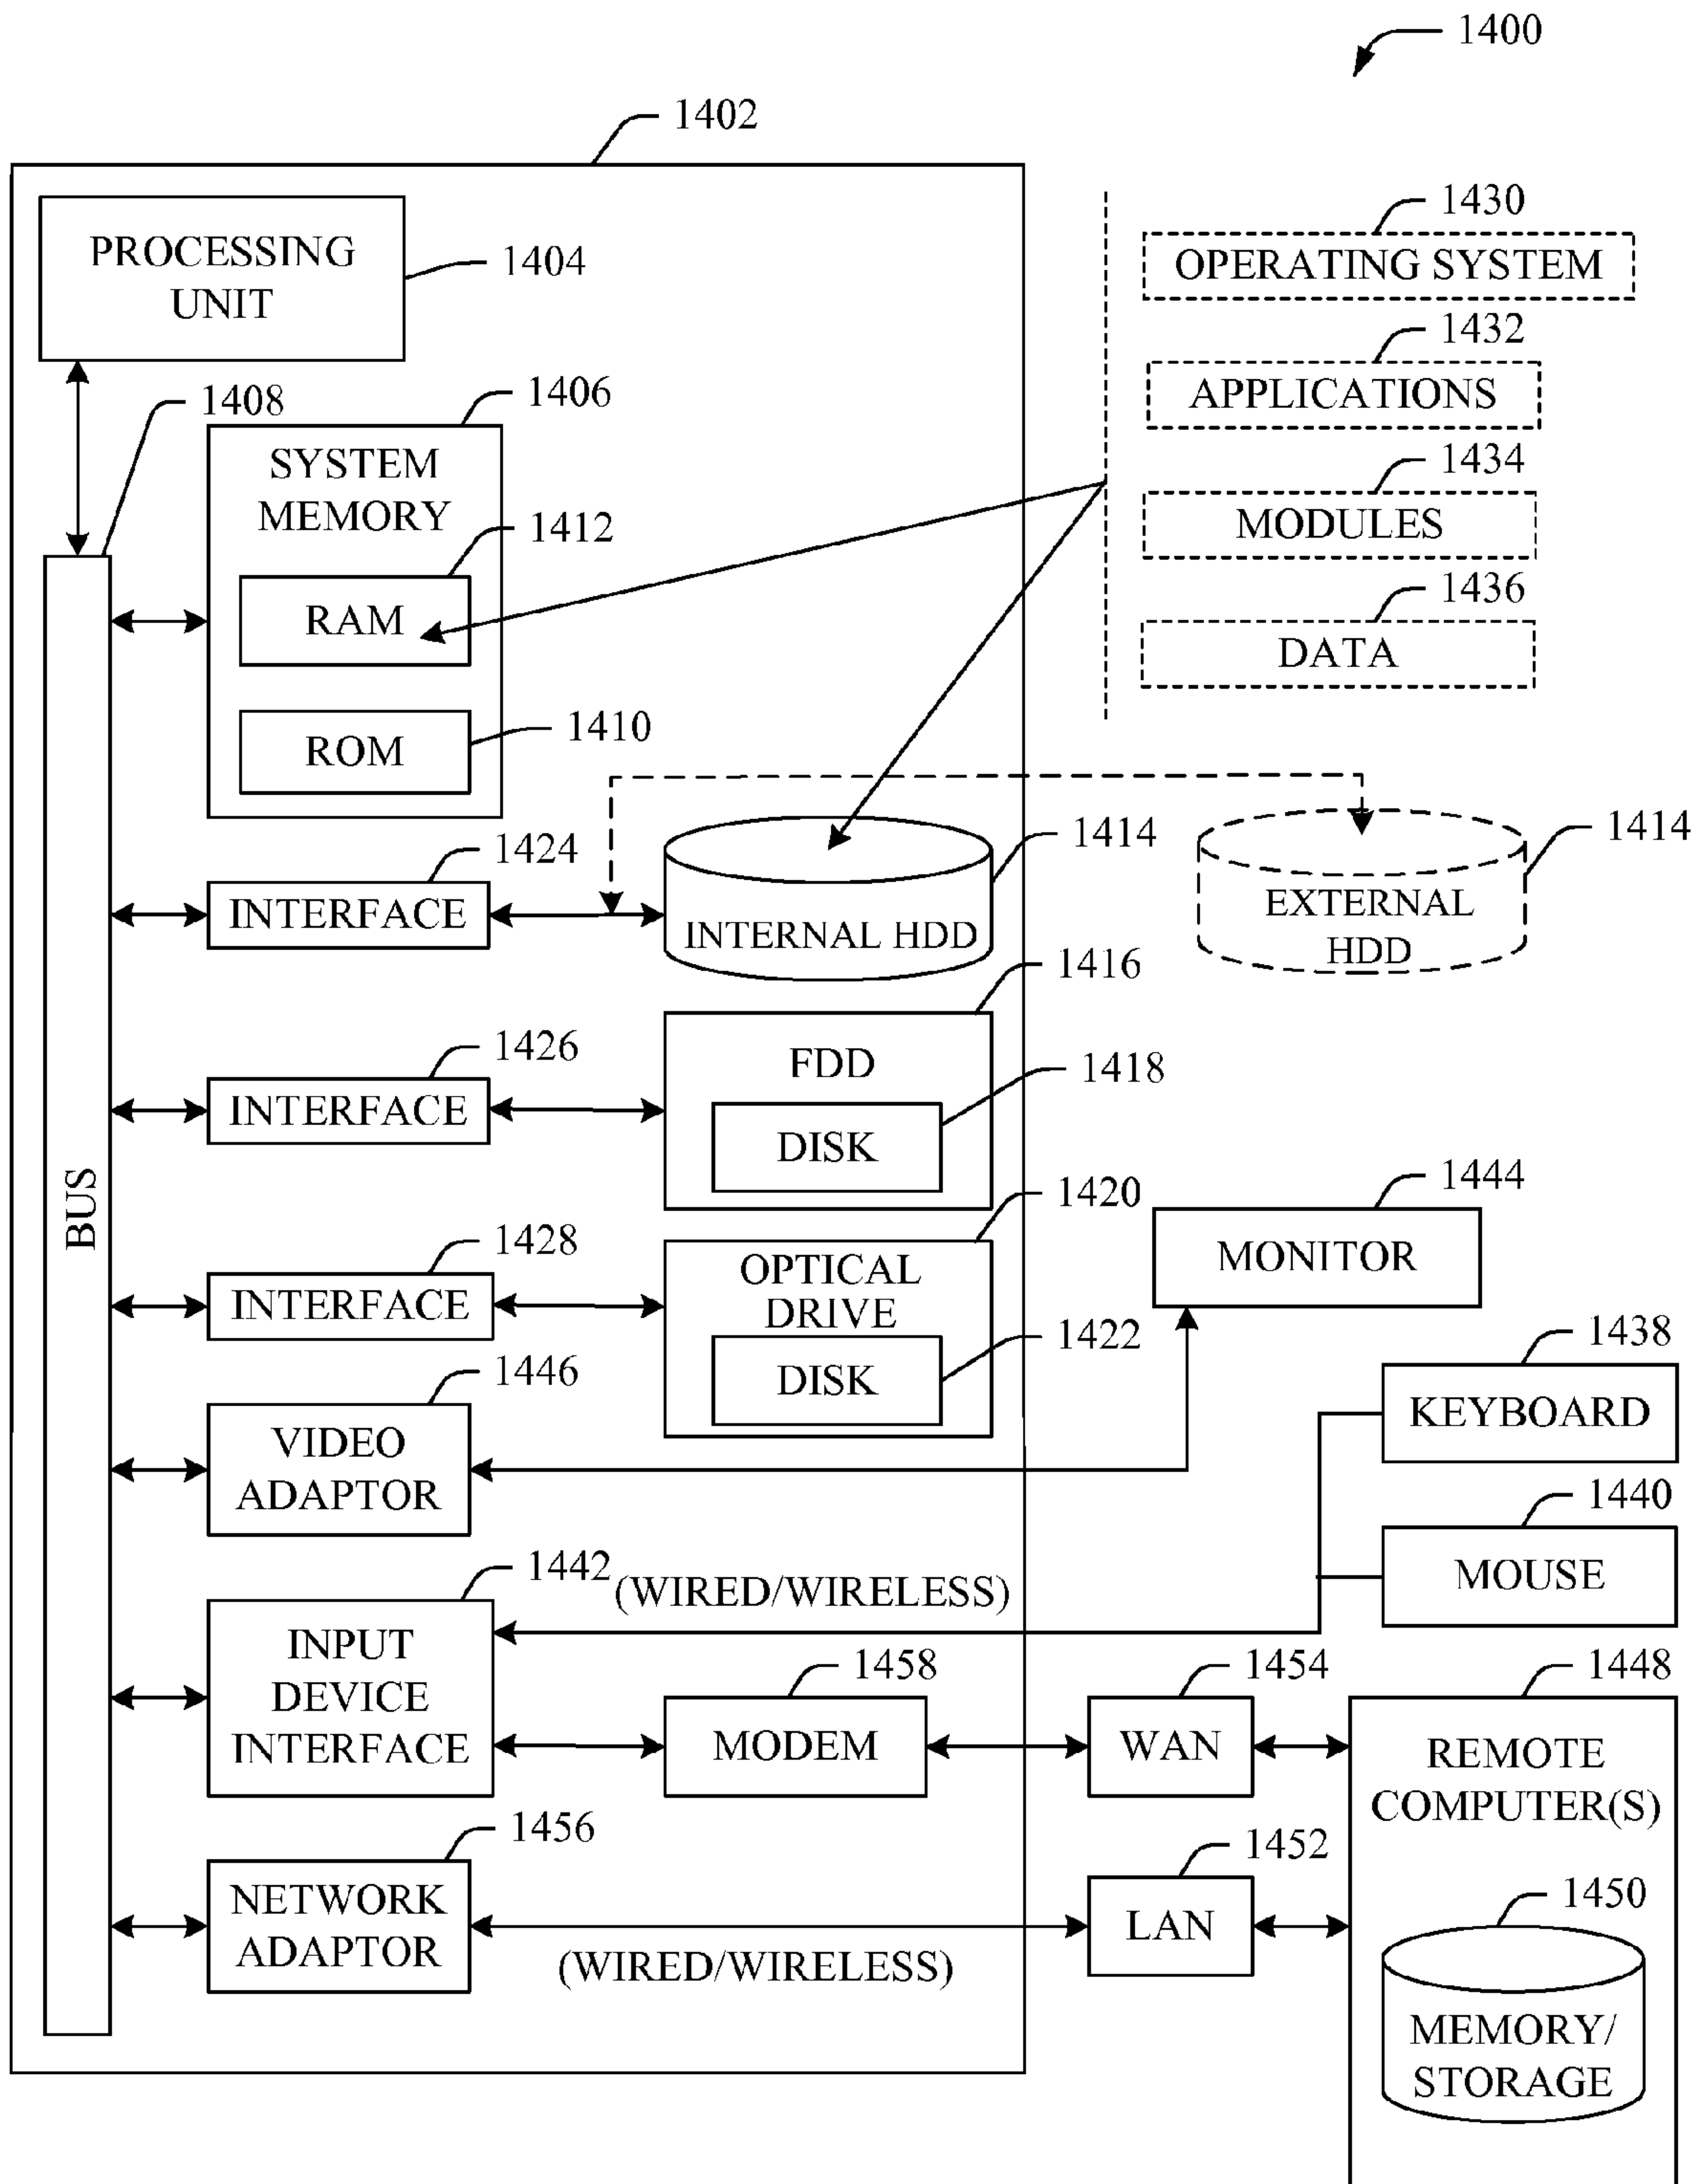 1400
1402
PROCESSING
UNIT
1404
1430
OPERATING SYSTEM
1432
APPLICATIONS
1434
MODULES
1436
DATA
1408
1406
SYSTEM
MEMORY
1412
RAM
1410
ROM
BUS
1424
INTERFACE
1414
INTERNAL HDD
1414
EXTERNAL
HDD
1426
INTERFACE
1416
FDD
1418
DISK
1428
INTERFACE
1420
OPTICAL
DRIVE
1422
DISK
1444
MONITOR
1446
VIDEO
ADAPTOR
1438
KEYBOARD
1440
MOUSE
1442
(WIRED/WIRELESS)
INPUT
DEVICE
INTERFACE
1458
MODEM
1454
WAN
1448
REMOTE
COMPUTER(S)
1456
NETWORK
ADAPTOR
(WIRED/WIRELESS)
1452
LAN
1450
MEMORY/
STORAGE